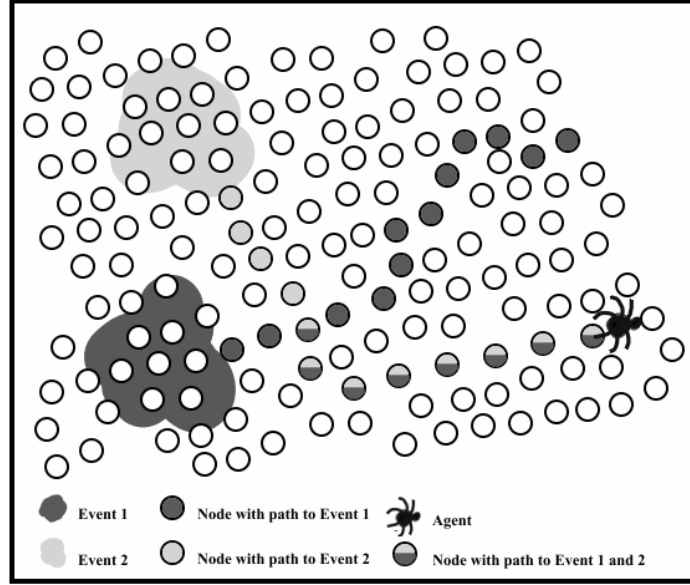 Event 1
Node with path to Event 1
Agent
Event 2
Node with path to Event 2
Node with path to Event 1 and 2